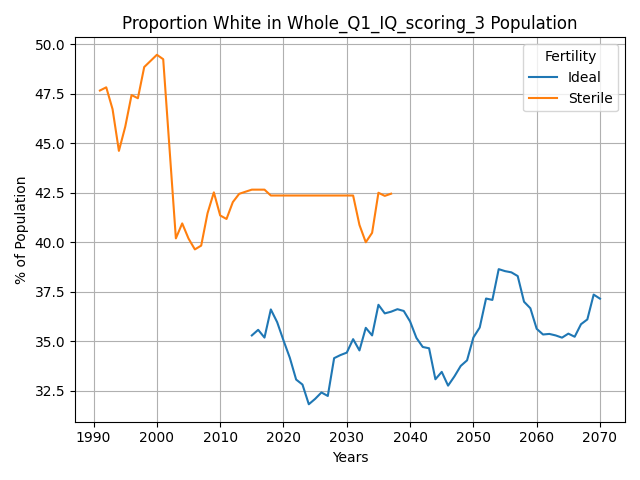 Proportion White in Whole_Q1_IQ_scoring_3 Population
Fertility
Ideal
Sterile
% of Population
50.0
47.5
45.0
42.5
40.0
37.5
35.0
32.5
1990 2000 2010 2020 2030 2040 2050 2060 2070
Years